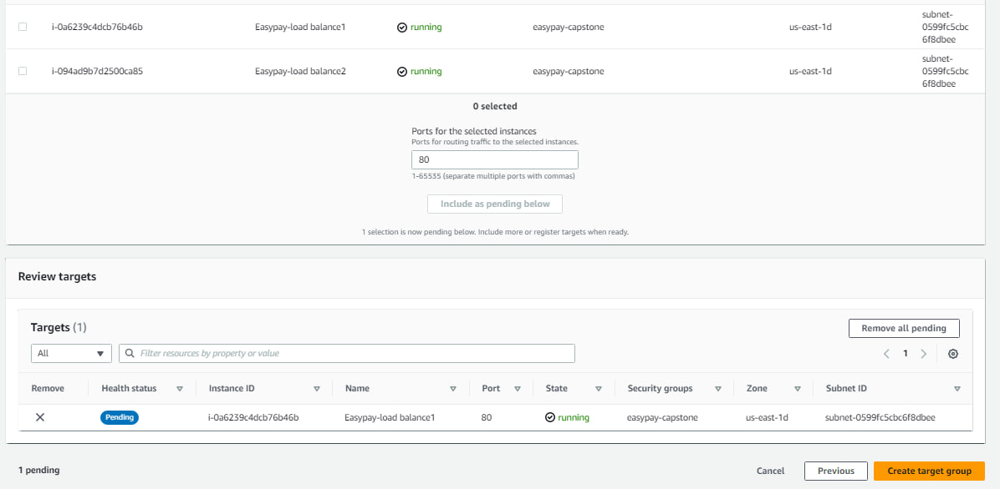 subnet-
i-0a6239c4dcb76b46b Easypay-load balance1 running easypay-capstone us-east-1d 0599fc5cbc
6f8dbee
subnet-
i-094ad9b7d2500ca85 Easypay-load balance2 running easypay-capstone us-east-1d 0599fc5cbc
6f8dbee
0 selected
Ports for the selected instances
Ports for routing traffic to the selected instances.
80
1-65535 (separate multiple ports with commas)
Include as pending below
1 selection is now pending below. Include more or register targets when ready.
Review targets
Targets (1) Remove all pending
All Filter resources by property or value 1
Remove Health status Instance ID Name Port State Security groups Zone Subnet ID
Pending i-0a6239c4dcb76b46b Easypay-load balance1 80 running easypay-capstone us-east-1d subnet-0599fc5cbc6f8dbee
1 pending Cancel Previous Create target group